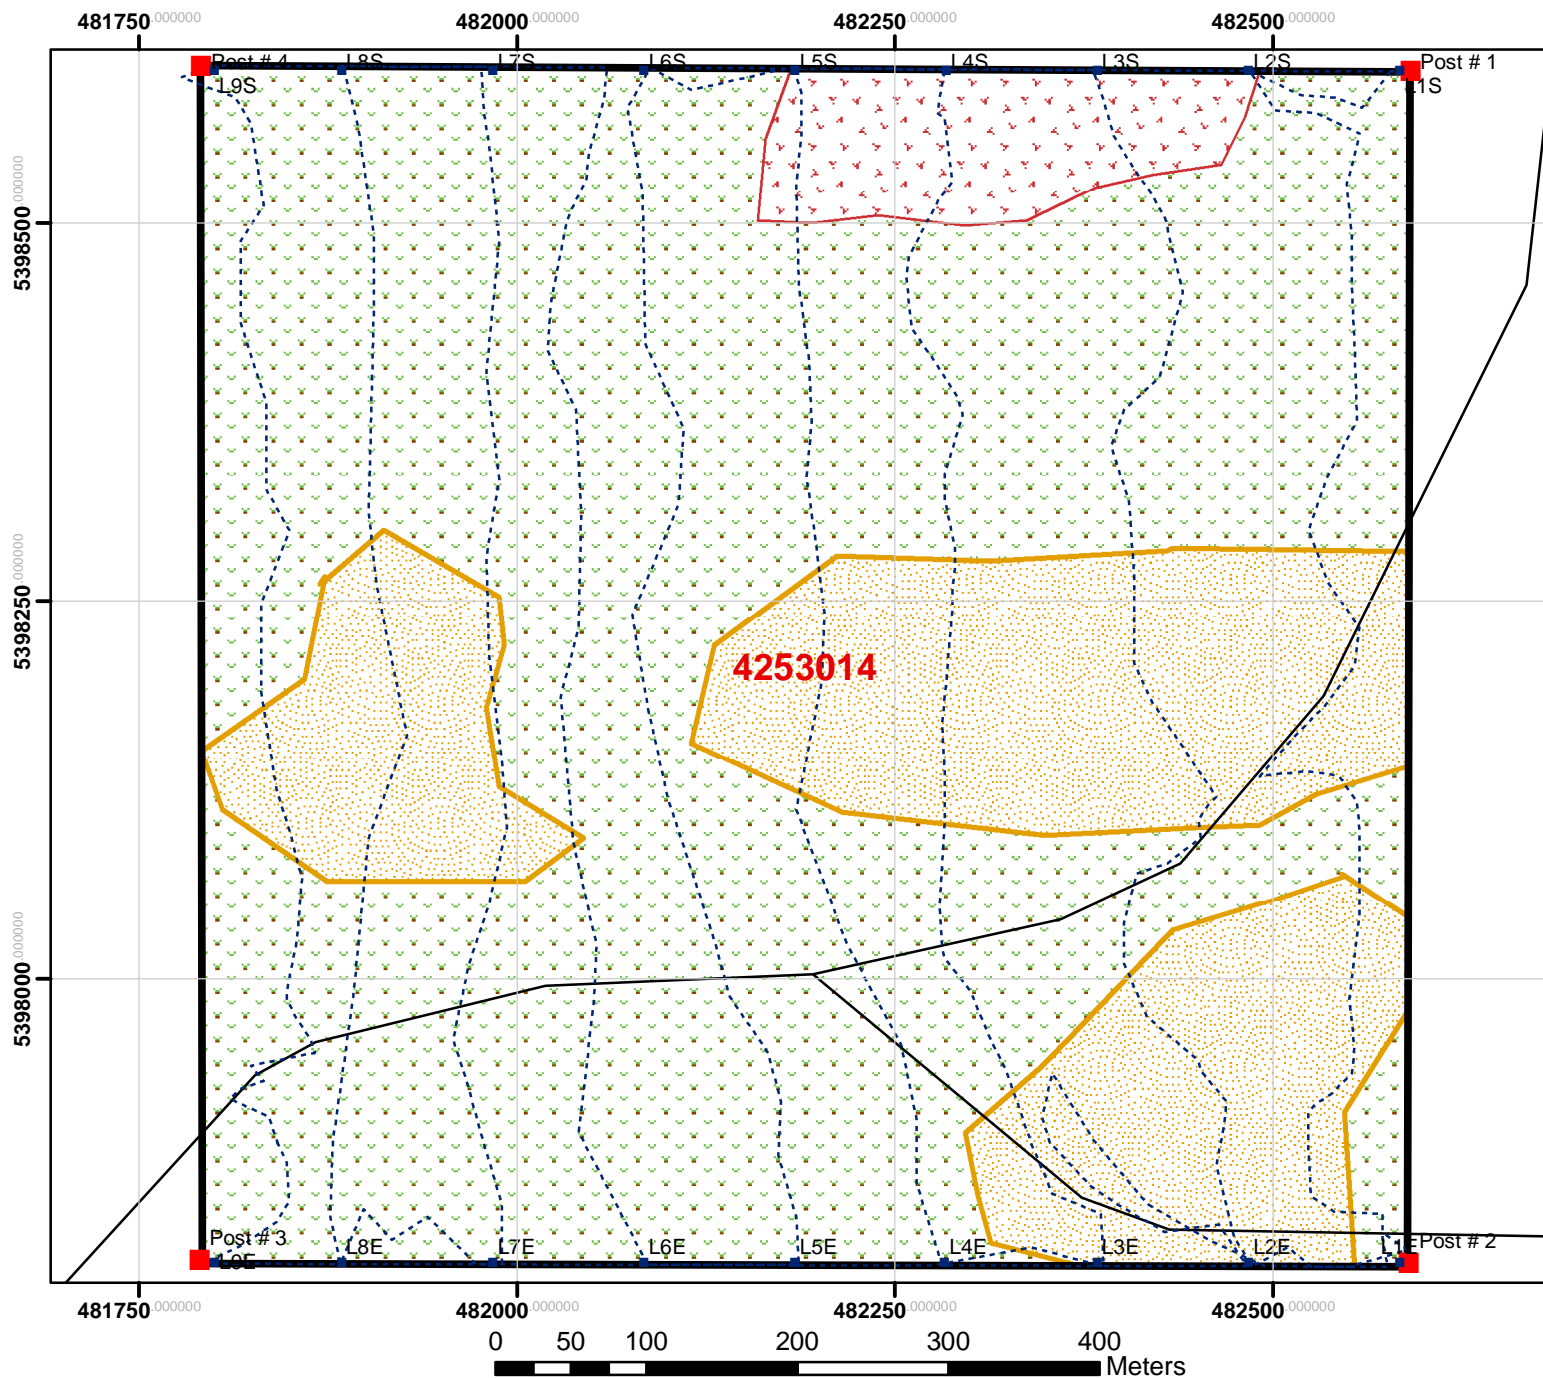 481750.000000 482000.000000 482250.000000 482500.000000
Post # 4 L8S L7S L6S L5S L4S L3S L2S Post # 1
L9S L1S
5398500.000000
5398250.000000
4253014
5398000.000000
Post # 3 L8E L7E L6E L5E L4E L3E L2E L1E Post # 2
L9E
481750.000000 482000.000000 482250.000000 482500.000000
0 50 100 200 300 400
Meters